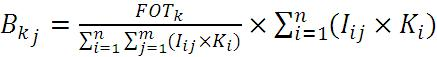 B_{kj} = \frac{FOT_k}{\sum_{i=1}^{n} \sum_{j=1}^{m} (I_{ij} \times K_i)} \times \sum_{i=1}^{n} (I_{ij} \times K_i)